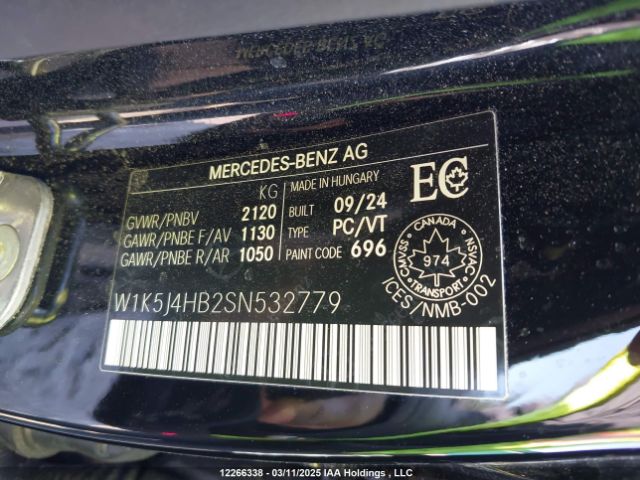 MERCEDES-BENZ AG
KG
MADE IN HUNGARY
EC
GVWR/PNBV 2120
BUILT 09/24
GAWR/PNBE F/AV 1130
TYPE PC/VT
GAWR/PNBE R/AR 1050
PAINT CODE 696
CANADA
CMVSS 974 NSVAC
TRANSPORT
ICES/NMB-002
W1K5J4HB2SN532779
12266338 - 03/11/2025 IAA Holdings , LLC